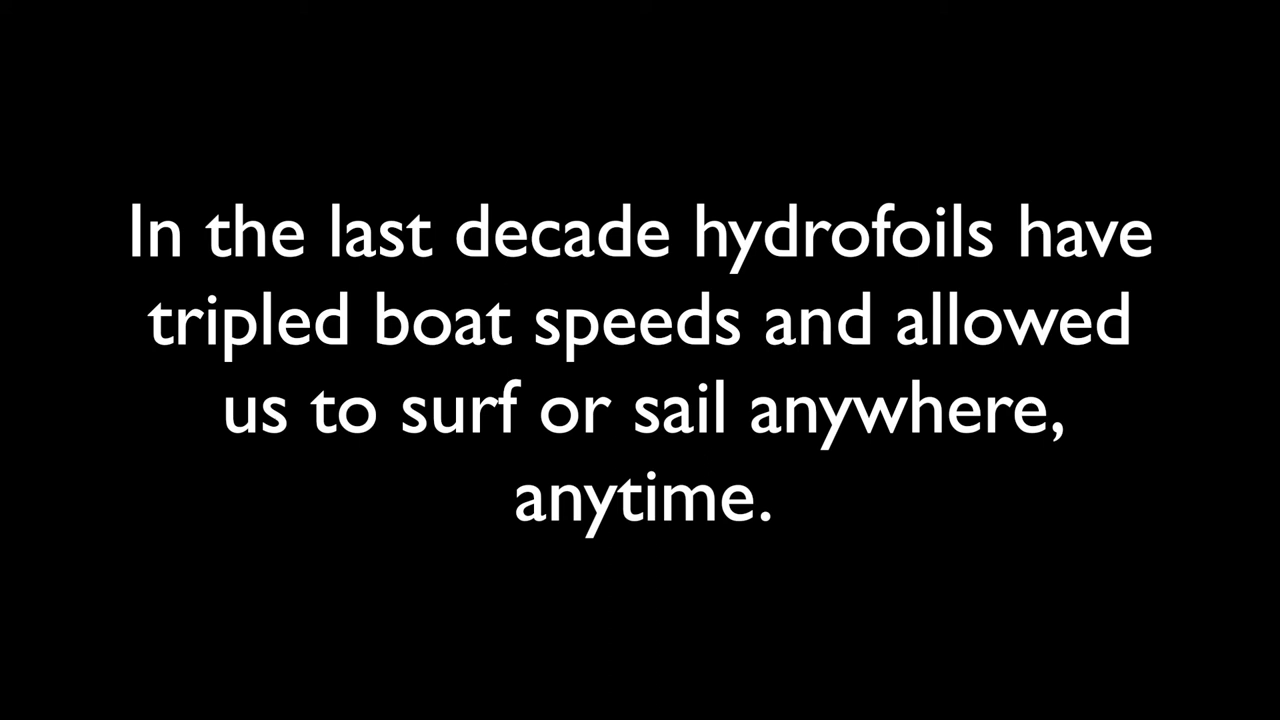 In the last decade hydrofoils have
tripled boat speeds and allowed
us to surf or sail anywhere,
anytime.